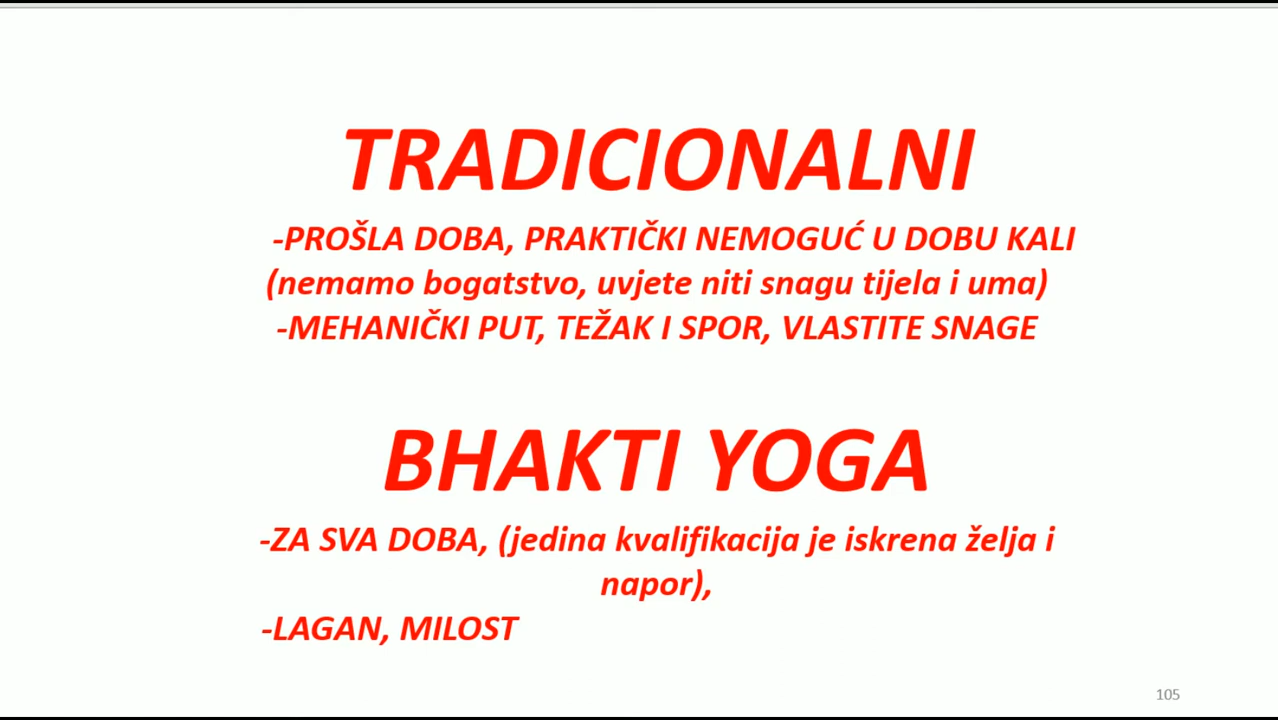 TRADICIONALNI
-PROŠLA DOBA, PRAKTIČKI NEMOGUĆ U DOBU KALI
(nemamo bogatstvo, uvjete niti snagu tijela i uma)
-MEHANIČKI PUT, TEŽAK I SPOR, VLASTITE SNAGE
BHAKTI YOGA
-ZA SVA DOBA, (jedina kvalifikacija je iskrena želja i
napor),
-LAGAN, MILOST
105